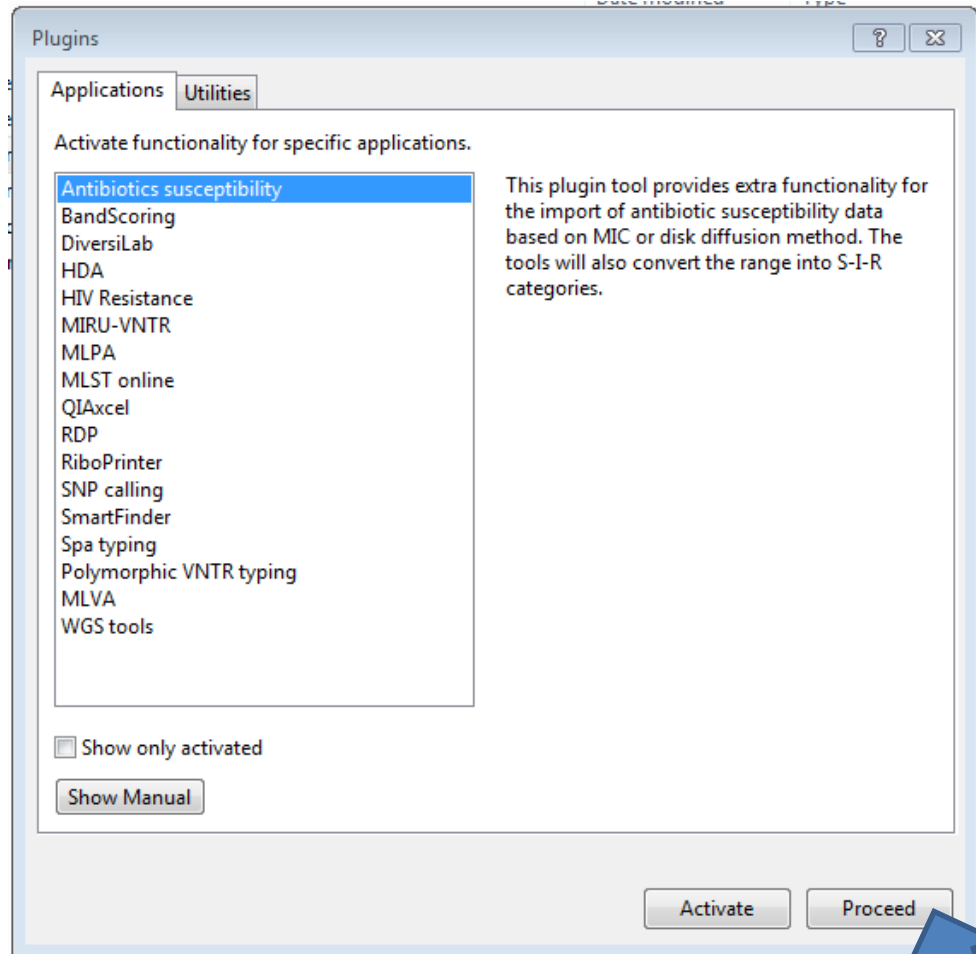 Date modified Type
Plugins
Applications Utilities
Activate functionality for specific applications.
Antibiotics susceptibility
BandScoring
DiversiLab
HDA
HIV Resistance
MIRU-VNTR
MLPA
MLST online
QIAxcel
RDP
RiboPrinter
SNP calling
SmartFinder
Spa typing
Polymorphic VNTR typing
MLVA
WGS tools
This plugin tool provides extra functionality for
the import of antibiotic susceptibility data
based on MIC or disk diffusion method. The
tools will also convert the range into S-I-R
categories.
Show only activated
Show Manual
Activate Proceed